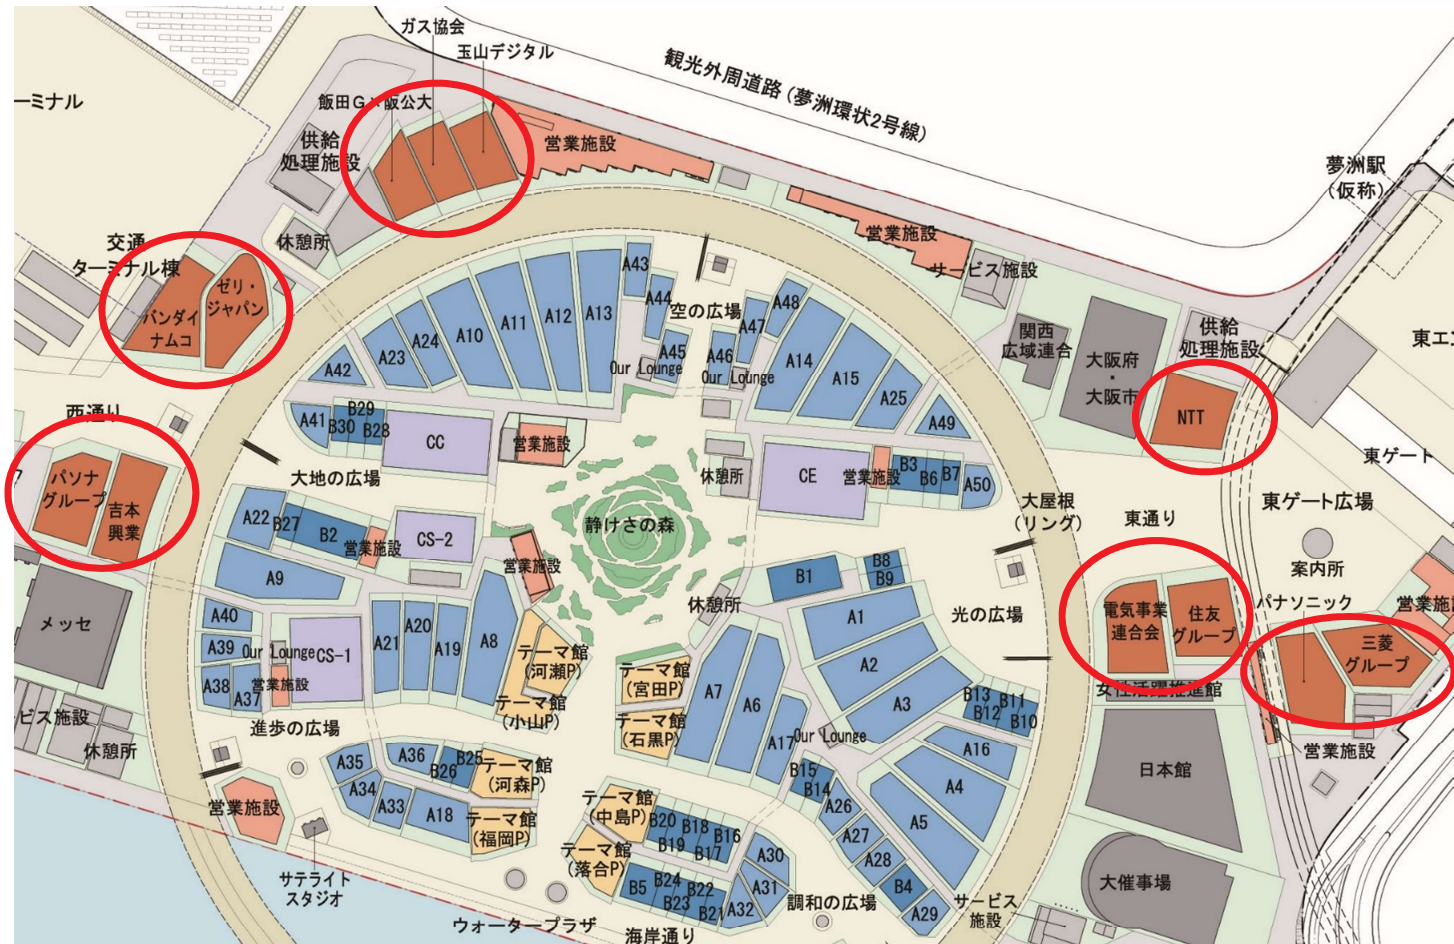 ガス協会
玉山デジタル
飯田G×阪公大
観光外周道路(夢洲環状2号線)
ーミナル
供給
処理施設
営業施設
夢洲駅
(仮称)
休憩所
営業施設
サービス施設
交通
ターミナル棟
ゼリ・
ジャパン
バンダイ
ナムコ
A43
A44
A45
Our Lounge
空の広場
A48
A47
A46
Our Lounge
関西
広域連合
大阪府
・
大阪市
供給
処理施設
東エ
A42
A23
A24
A10
A11
A12
A13
A14
A15
A25
A49
NTT
西通り
A41
B29
B30
B28
CC
営業施設
休憩所
CE
営業施設
B3
B6
B7
A50
東ゲート
大地の広場
パソナ
グループ
吉本
興業
大屋根
(リング)
東通り
東ゲート広場
静けさの森
A22
B27
B2
営業施設
CS-2
営業施設
案内所
A9
B1
B8
B9
休憩所
光の広場
電気事業
連合会
住友
グループ
パナソニック
三菱
グループ
営業施
メッセ
A40
A39
A38
A37
Our Lounge
営業施設
CS-1
A21
A20
A19
A8
テーマ館
(河瀬P)
テーマ館
(小山P)
テーマ館
(宮田P)
テーマ館
(石黒P)
A7
A6
A17
A1
A2
A3
Our Lounge
B13
B11
B12
B10
女性活躍推進館
営業施設
ビス施設
休憩所
進歩の広場
A35
A34
A33
A36
B25
B26
A18
テーマ館
(河森P)
テーマ館
(福岡P)
テーマ館
(中島P)
テーマ館
(落合P)
A16
A4
A5
日本館
営業施設
B15
B14
A26
A27
A28
B4
A29
B20
B18
B16
B19
B17
A30
A31
A32
B5
B24
B22
B23
B21
サテライト
スタジオ
ウォータープラザ
海岸通り
調和の広場
サービス
施設
大催事場